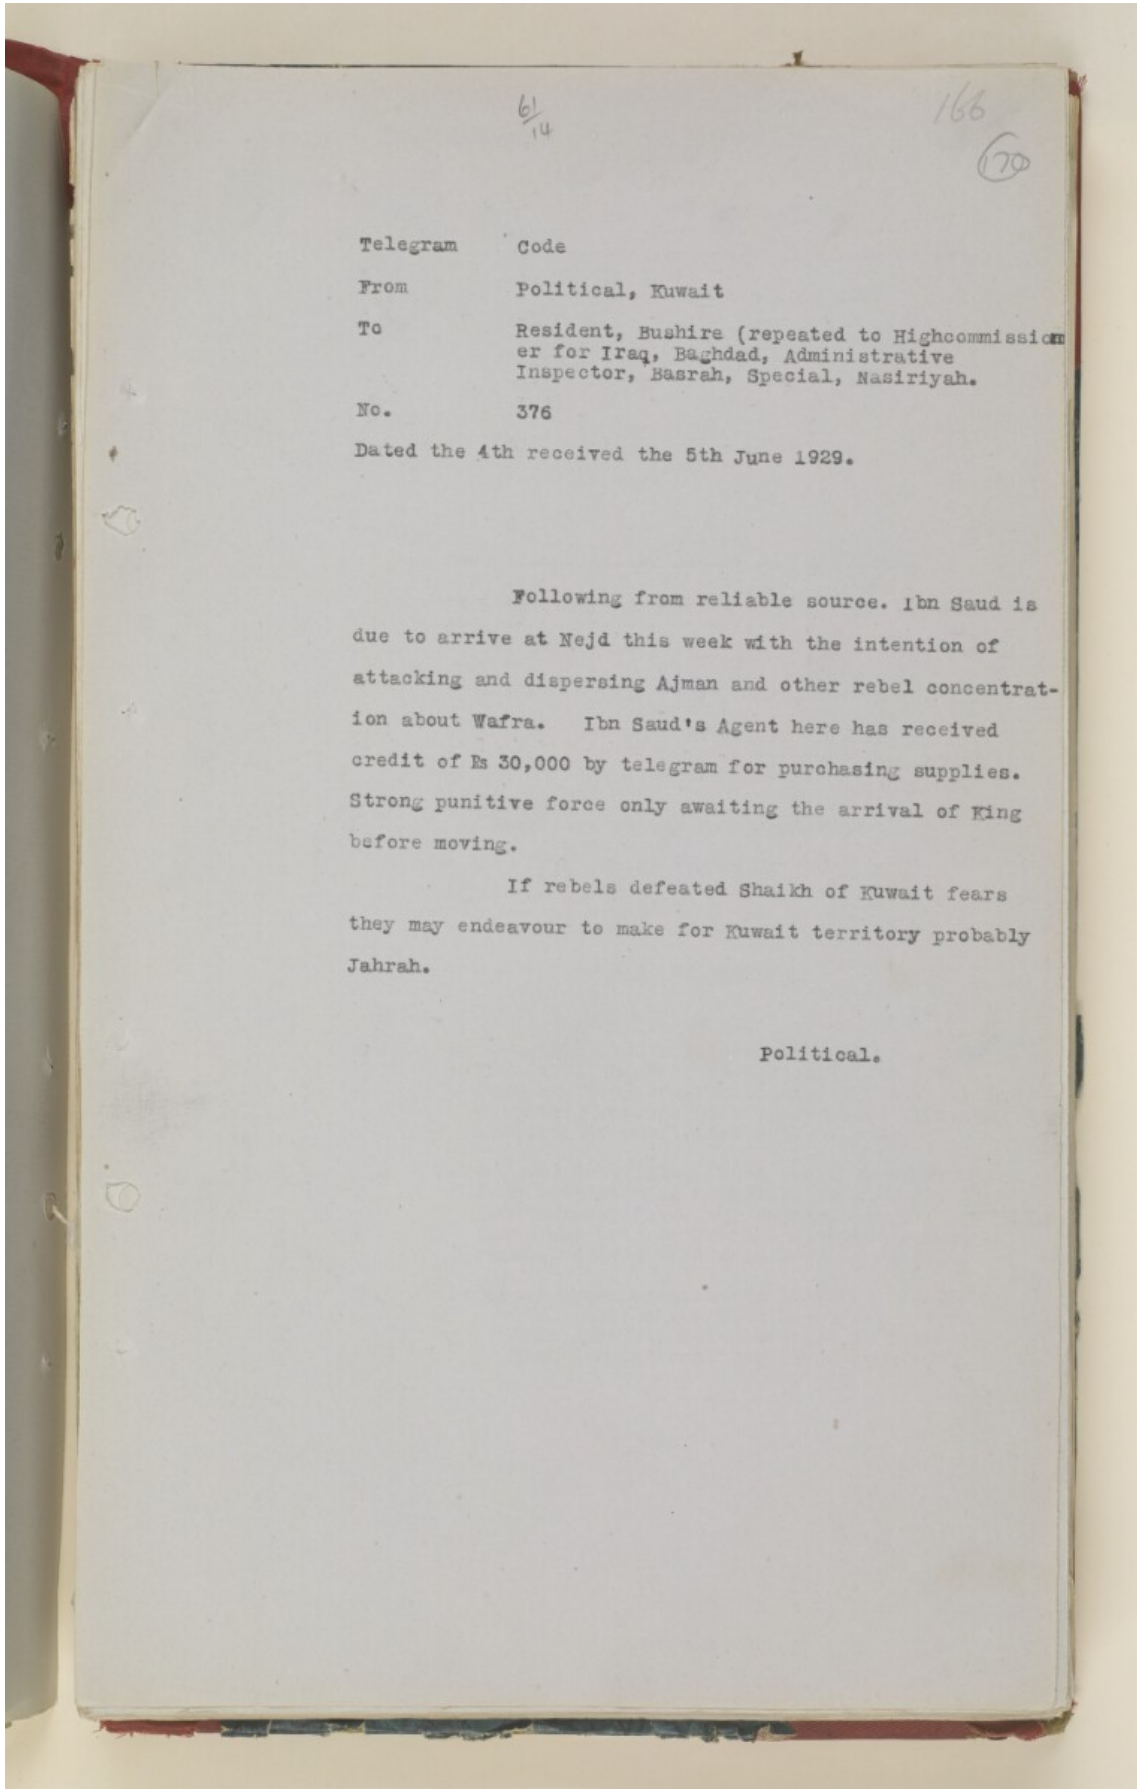 61/14
166
170
Telegram Code
From Political, Kuwait
To Resident, Bushire (repeated to Highcommission
er for Iraq, Baghdad, Administrative
Inspector, Basrah, Special, Nasiriyah.
No. 376
Dated the 4th received the 5th June 1929.
Following from reliable source. Ibn Saud is
due to arrive at Nejd this week with the intention of
attacking and dispersing Ajman and other rebel concentrat-
ion about Wafra. Ibn Saud's Agent here has received
credit of Rs 30,000 by telegram for purchasing supplies.
Strong punitive force only awaiting the arrival of King
before moving.
If rebels defeated Shaikh of Kuwait fears
they may endeavour to make for Kuwait territory probably
Jahrah.
Political.